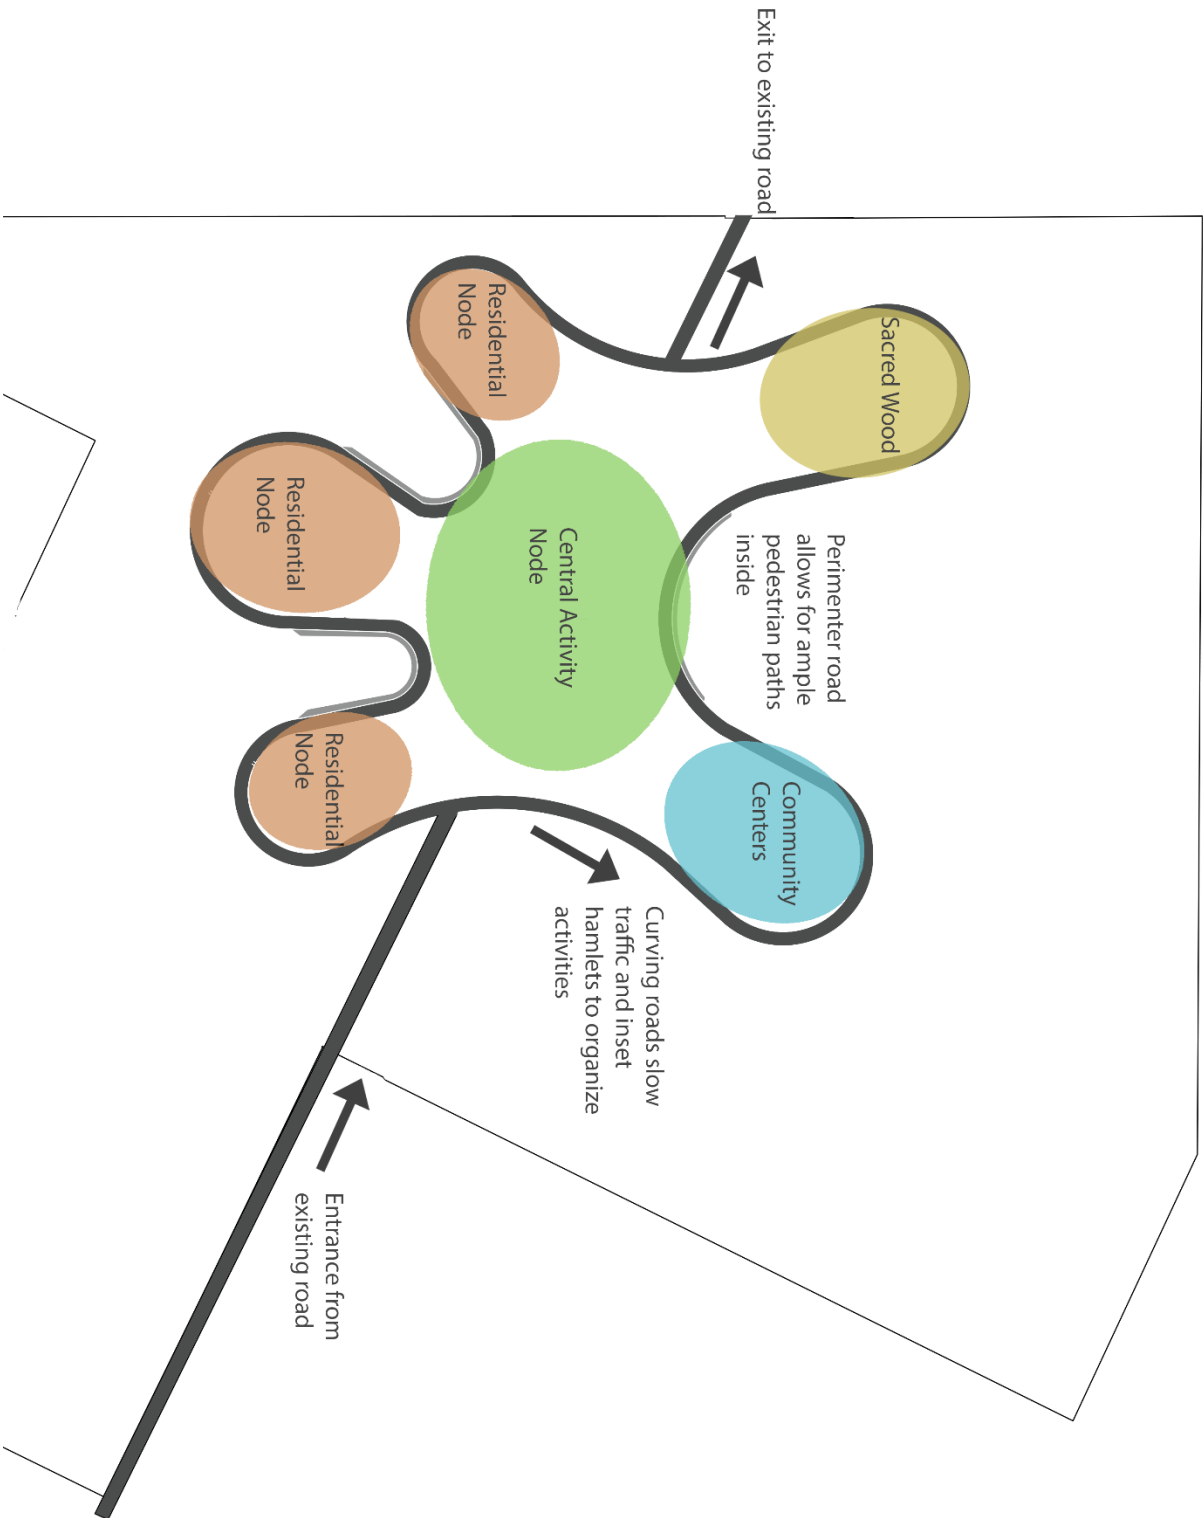 Exit to existing road
Sacred Wood
Residential
Node
Perimenter road
allows for ample
pedestrian paths
inside
Central Activity
Node
Residential
Node
Community
Centers
Residential
Node
Curving roads slow
traffic and inset
hamlets to organize
activities
Entrance from
existing road